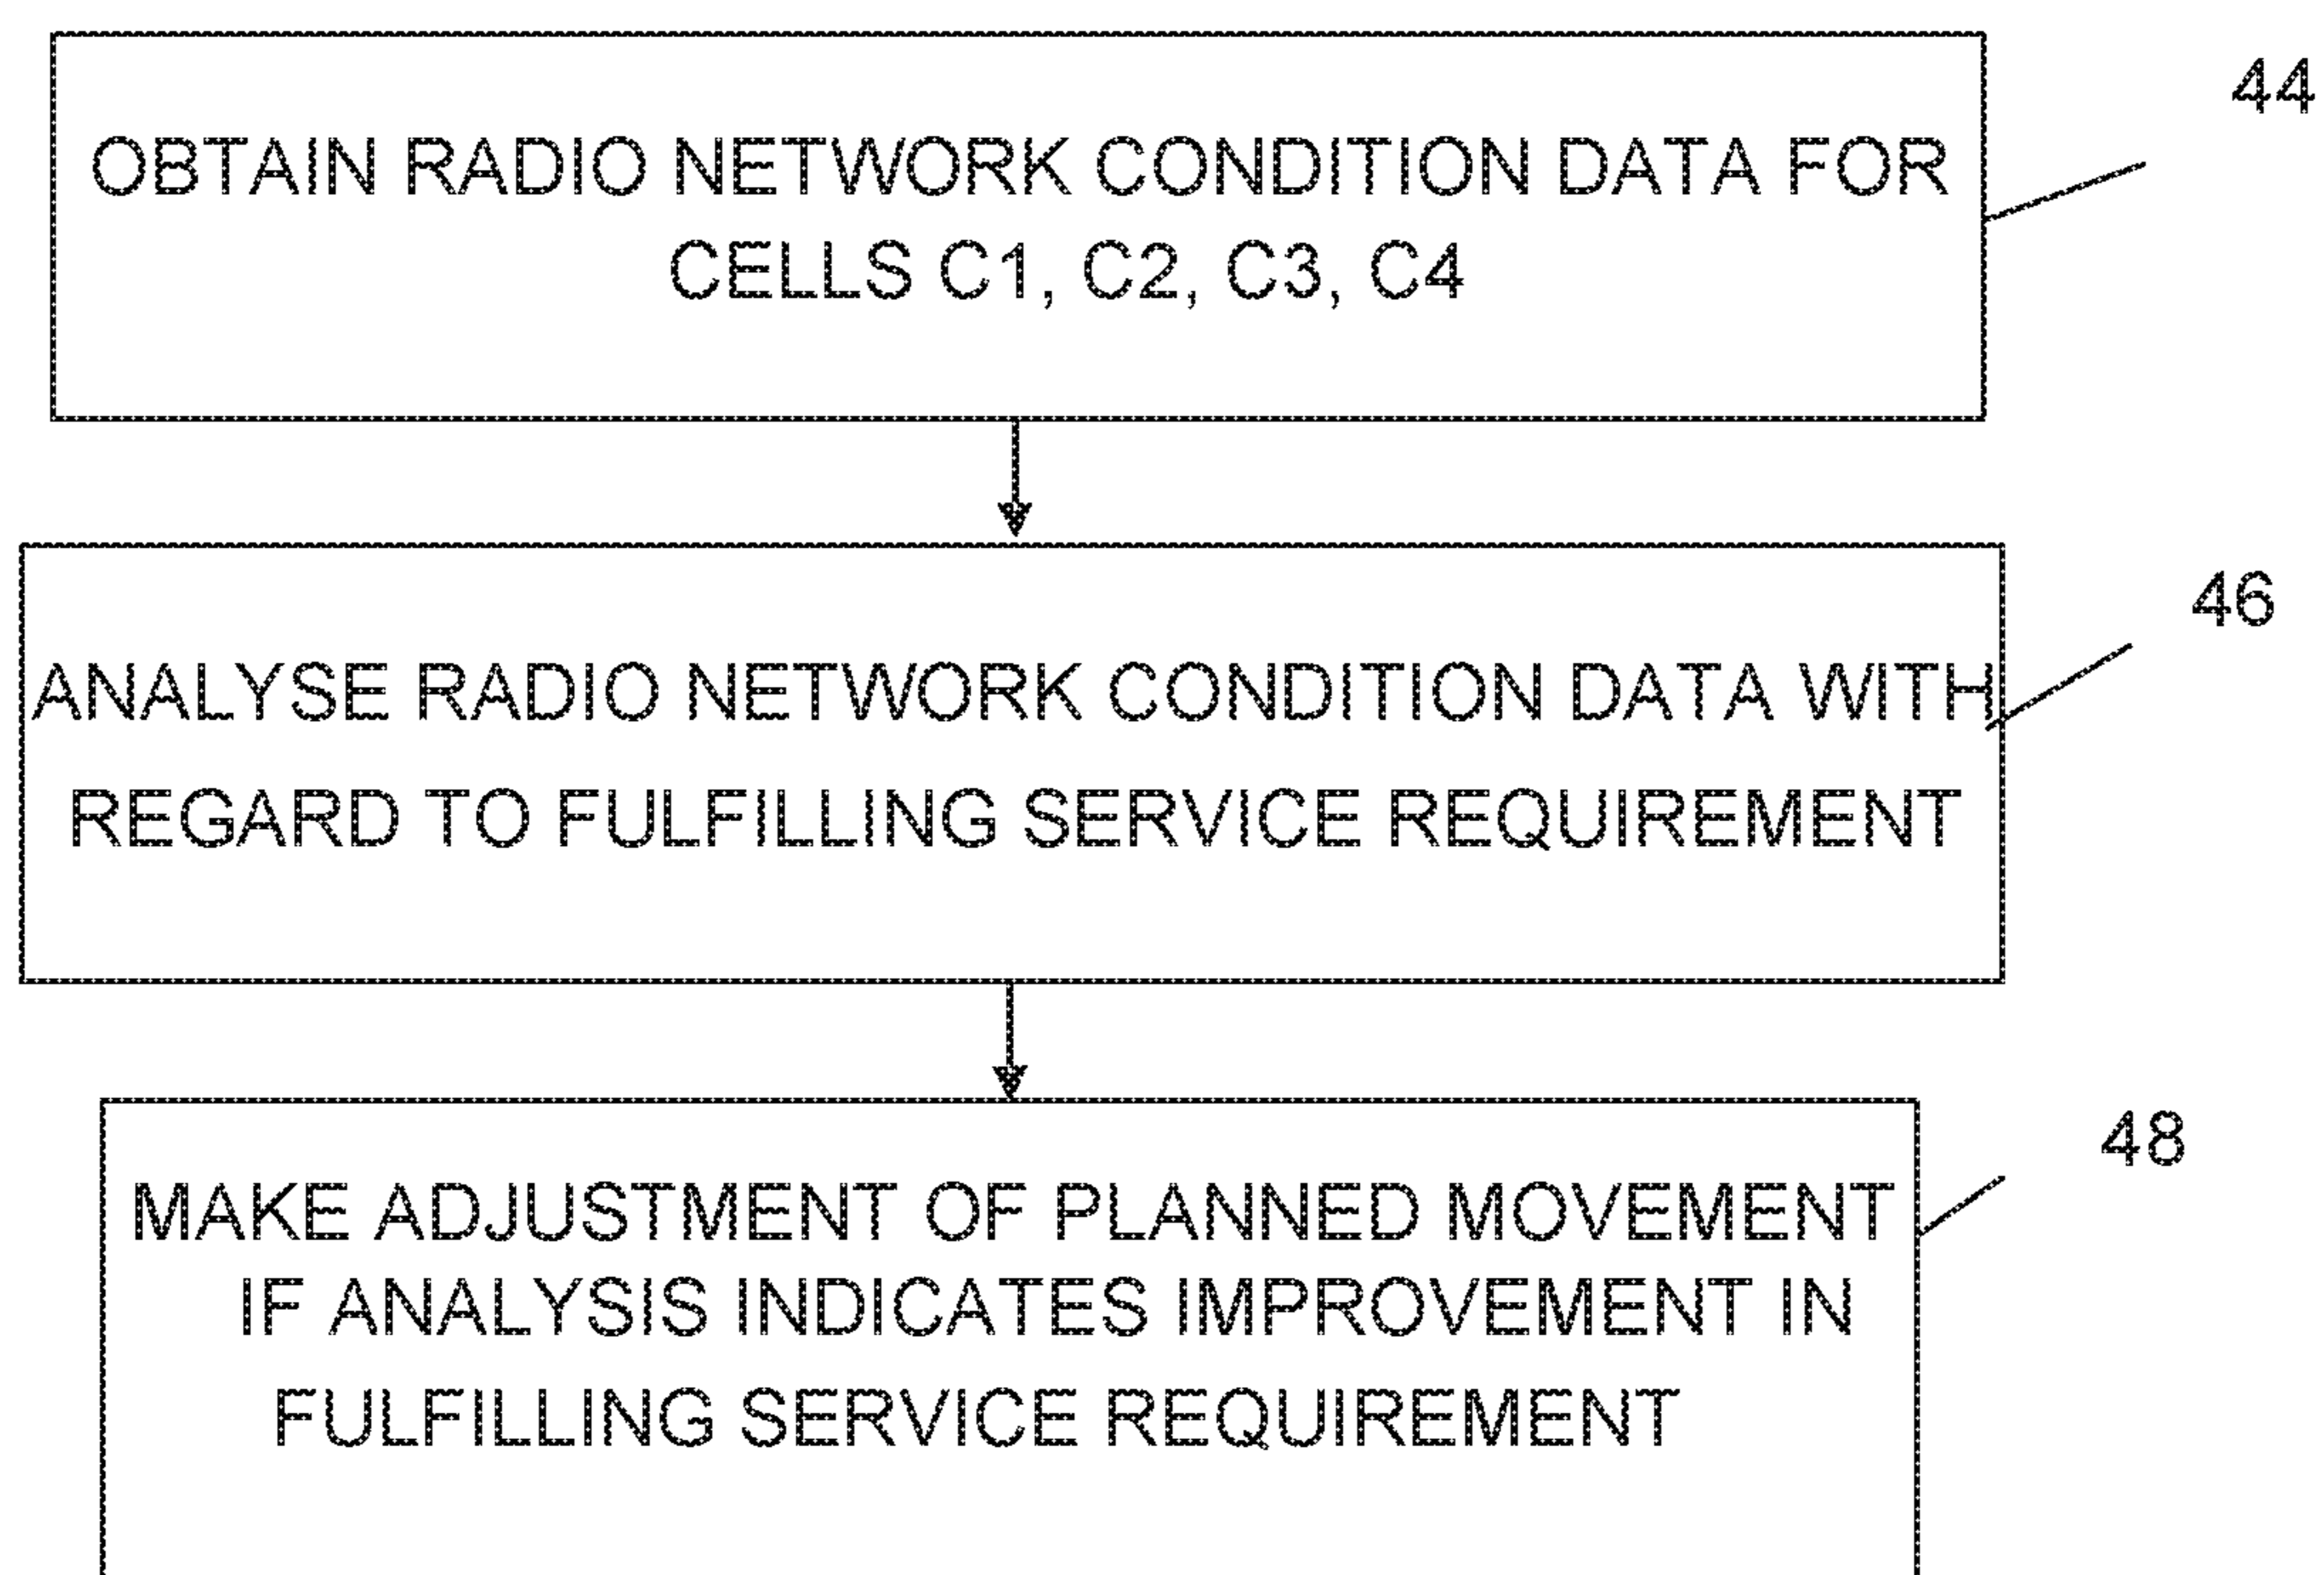 44
OBTAIN RADIO NETWORK CONDITION DATA FOR
CELLS C1, C2, C3, C4
46
ANALYSE RADIO NETWORK CONDITION DATA WITH
REGARD TO FULFILLING SERVICE REQUIREMENT
48
MAKE ADJUSTMENT OF PLANNED MOVEMENT
IF ANALYSIS INDICATES IMPROVEMENT IN
FULFILLING SERVICE REQUIREMENT